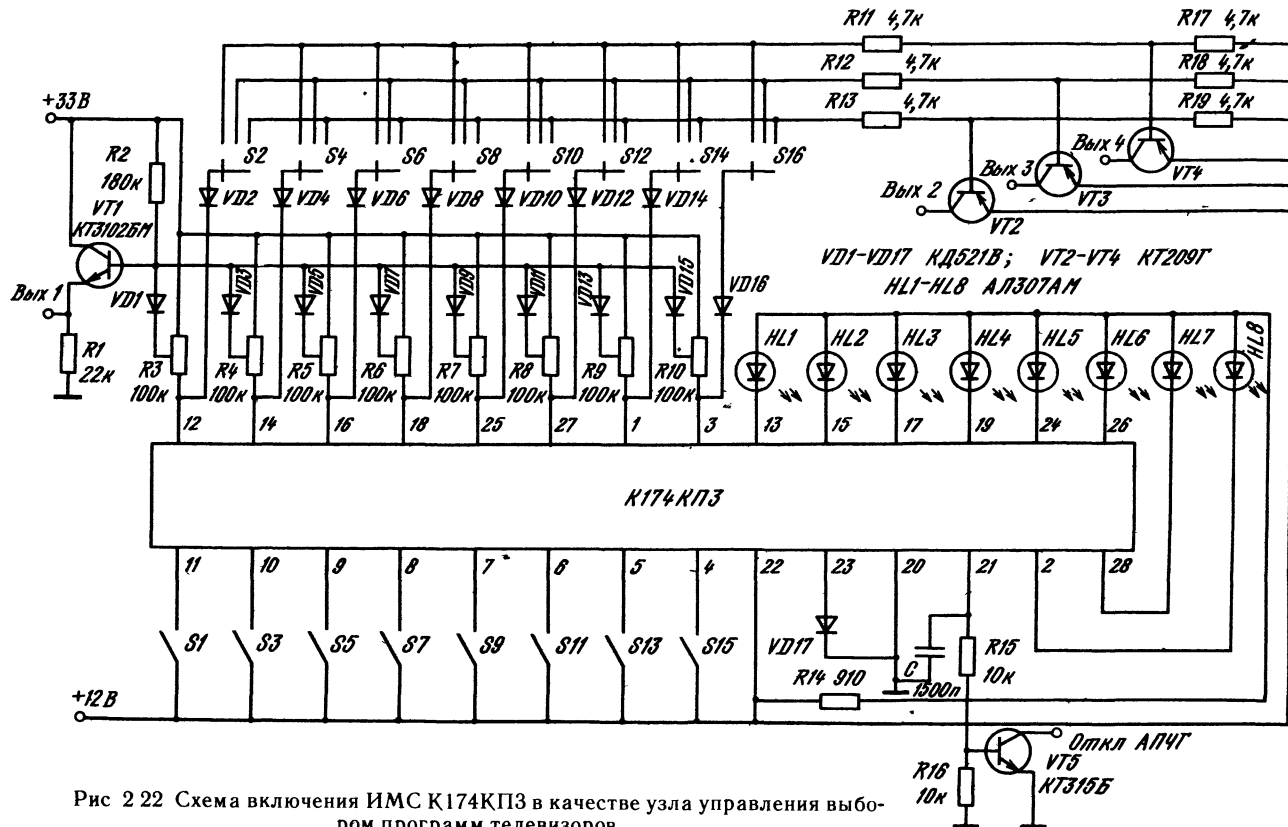 R11 4,7к
R17 4,7к
R12 4,7к
R18 4,7к
R13 4,7к
R19 4,7к
+33В
R2
180к
S2 S4 S6 S8 S10 S12 S14 S16
Вых 4
VT4
Вых 3
VT3
Вых 2
VT2
VT1
КТ3102БМ
VD2 VD4 VD6 VD8 VD10 VD12 VD14
VD1-VD17 КД521В; VT2-VT4 КТ209Г
HL1-HL8 АЛ307АМ
Вых 1
VD1 VD3 VD5 VD7 VD9 VD11 VD13 VD15 VD16
R1
22к
R3 R4 R5 R6 R7 R8 R9 R10
100к 100к 100к 100к 100к 100к 100к 100к
HL1 HL2 HL3 HL4 HL5 HL6 HL7 HL8
12 14 16 18 25 27 1 3 13 15 17 19 24 26
К174КП3
11 10 9 8 7 6 5 4 22 23 20 21 2 28
S1 S3 S5 S7 S9 S11 S13 S15
VD17
R14 910
С
1500п
R15
10к
+12В
R16
10к
Откл АПЧГ
VT5
КТ315Б
Рис 2 22 Схема включения ИМС К174КП3 в качестве узла управления выбо-
ром программ телевизоров